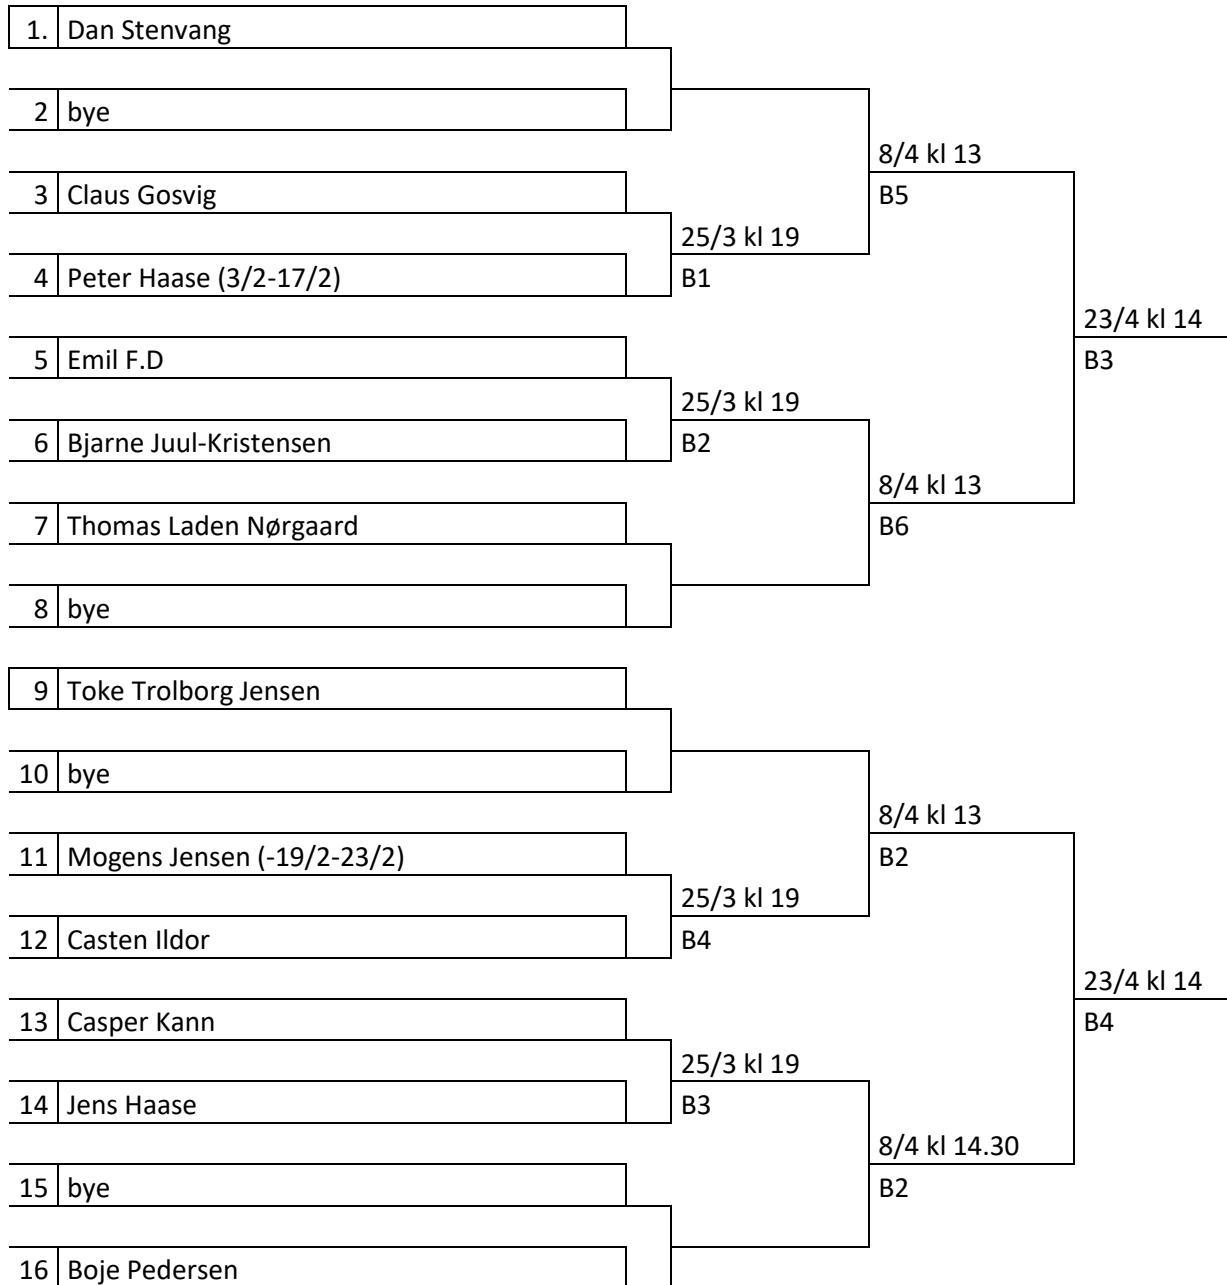 1. Dan Stenvang
2 bye
8/4 kl 13
3 Claus Gosvig
B5
25/3 kl 19
4 Peter Haase (3/2-17/2)
B1
23/4 kl 14
5 Emil F.D
B3
25/3 kl 19
6 Bjarne Juul-Kristensen
B2
8/4 kl 13
7 Thomas Laden Nørgaard
B6
8 bye
9 Toke Trolborg Jensen
10 bye
8/4 kl 13
11 Mogens Jensen (-19/2-23/2)
B2
25/3 kl 19
12 Casten Ildor
B4
23/4 kl 14
13 Casper Kann
B4
25/3 kl 19
14 Jens Haase
B3
8/4 kl 14.30
15 bye
B2
16 Boje Pedersen